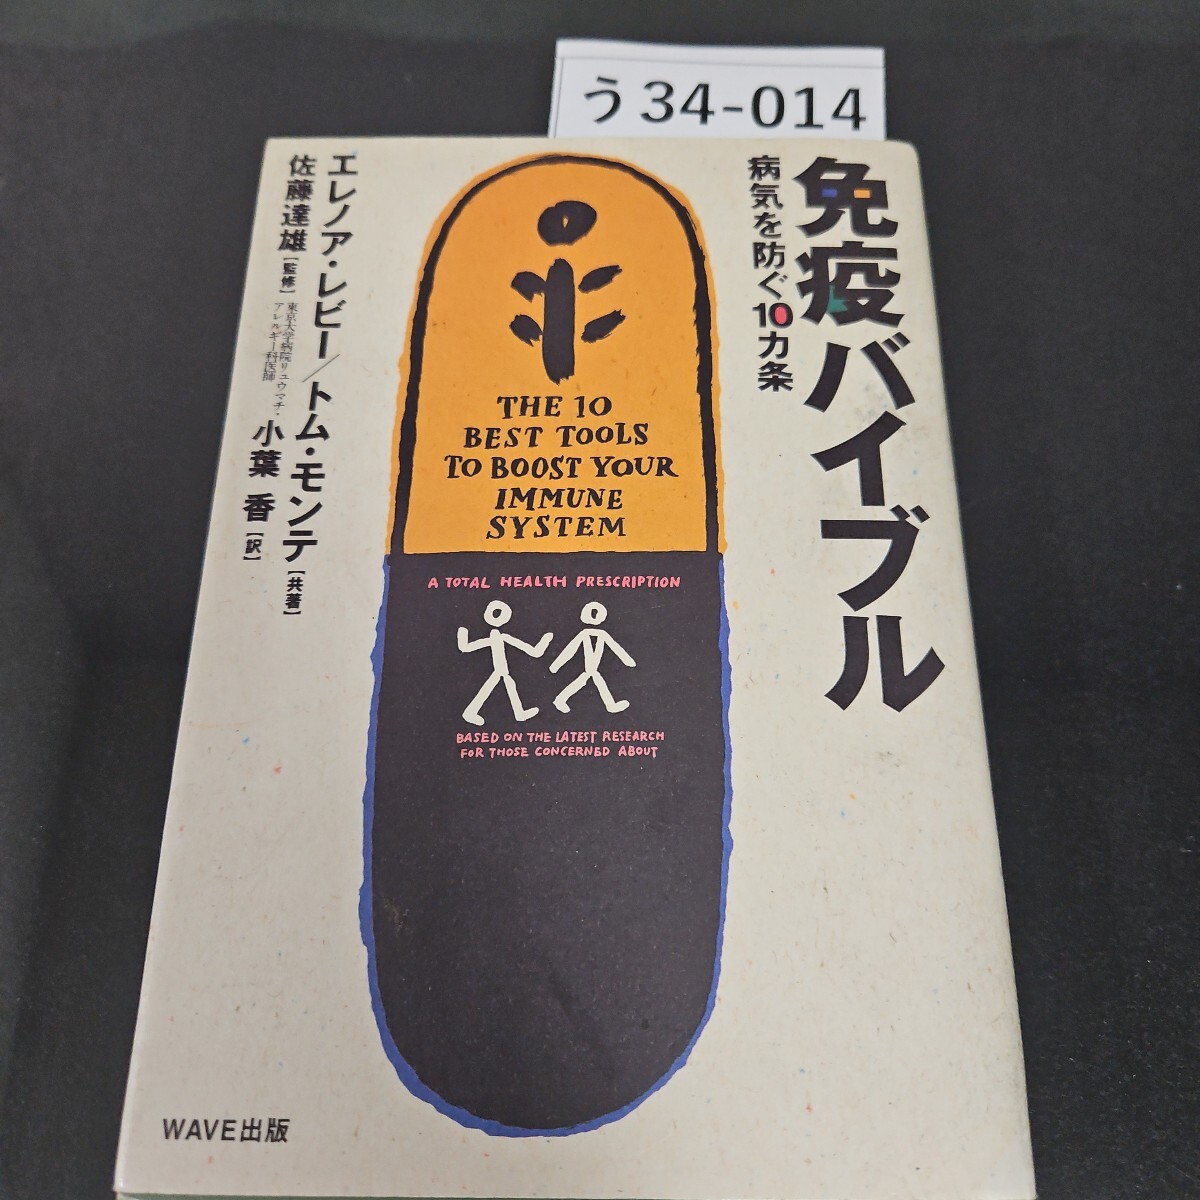 う34-014
免疫バイブル
病気を防ぐ10カ条
エレノア・レビー/トム・モンテ[共著]
佐藤達雄[監修]
東京大学病院リュウマチ・
アレルギー科医師
小葉 香[訳]
THE 10
BEST TOOLS
TO BOOST YOUR
IMMUNE
SYSTEM
A TOTAL HEALTH PRESCRIPTION
BASED ON THE LATEST RESEARCH
FOR THOSE CONCERNED ABOUT
WAVE出版